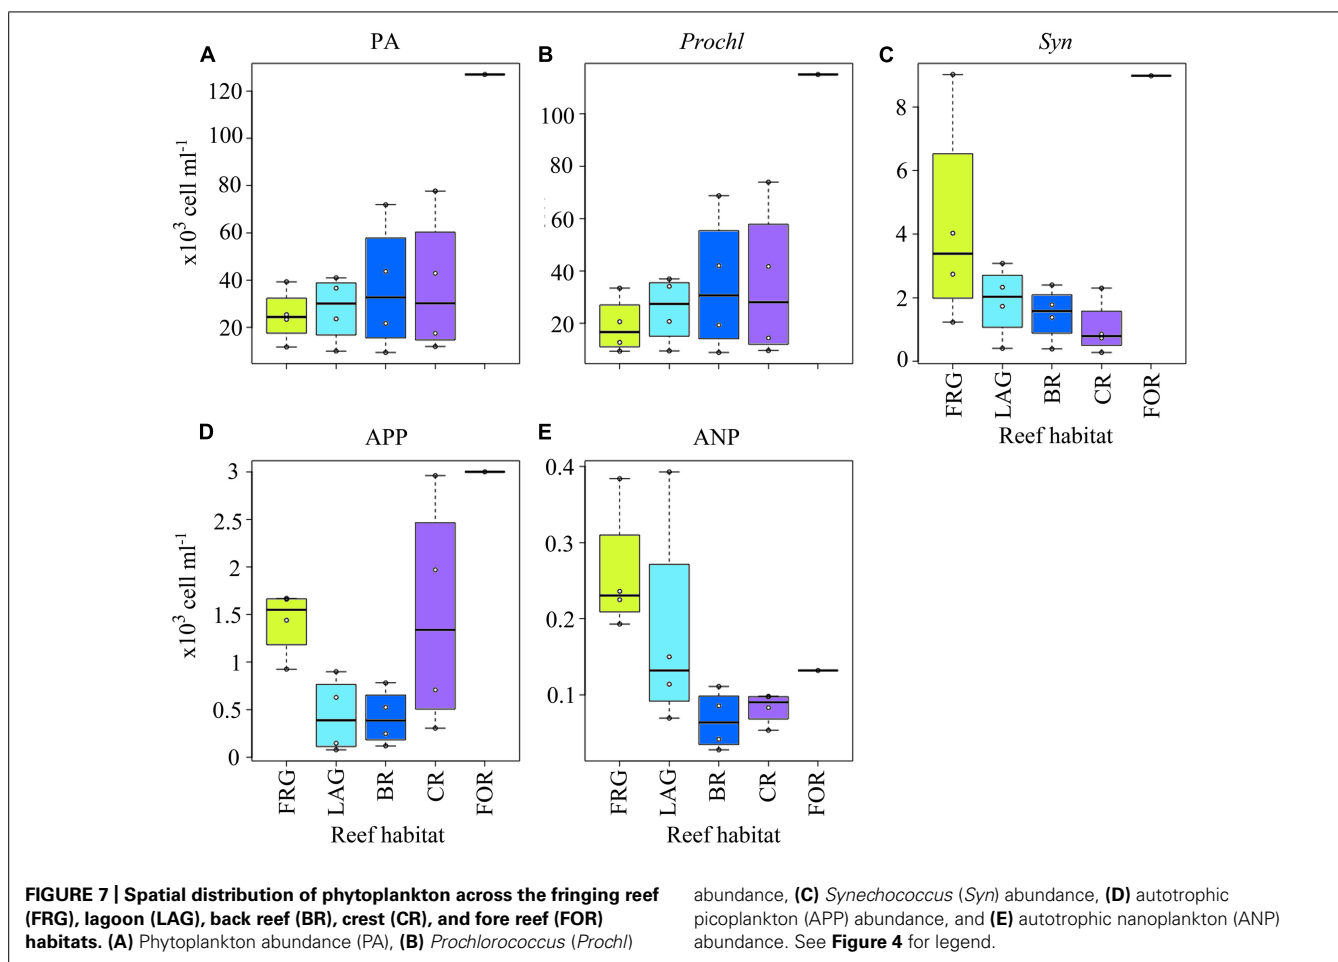 A PA
B Prochl
C Syn
x10³ cell ml⁻¹
120
100
80
60
40
20
100
80
60
40
20
8
6
4
2
0
FRG LAG BR CR FOR
Reef habitat
D APP
E ANP
x10³ cell ml⁻¹
3
2.5
2
1.5
1
0.5
0
0.4
0.3
0.2
0.1
FRG LAG BR CR FOR
FRG LAG BR CR FOR
Reef habitat
Reef habitat
FIGURE 7 | Spatial distribution of phytoplankton across the fringing reef
(FRG), lagoon (LAG), back reef (BR), crest (CR), and fore reef (FOR)
habitats. (A) Phytoplankton abundance (PA), (B) Prochlorococcus (Prochl)
abundance, (C) Synechococcus (Syn) abundance, (D) autotrophic
picoplankton (APP) abundance, and (E) autotrophic nanoplankton (ANP)
abundance. See Figure 4 for legend.